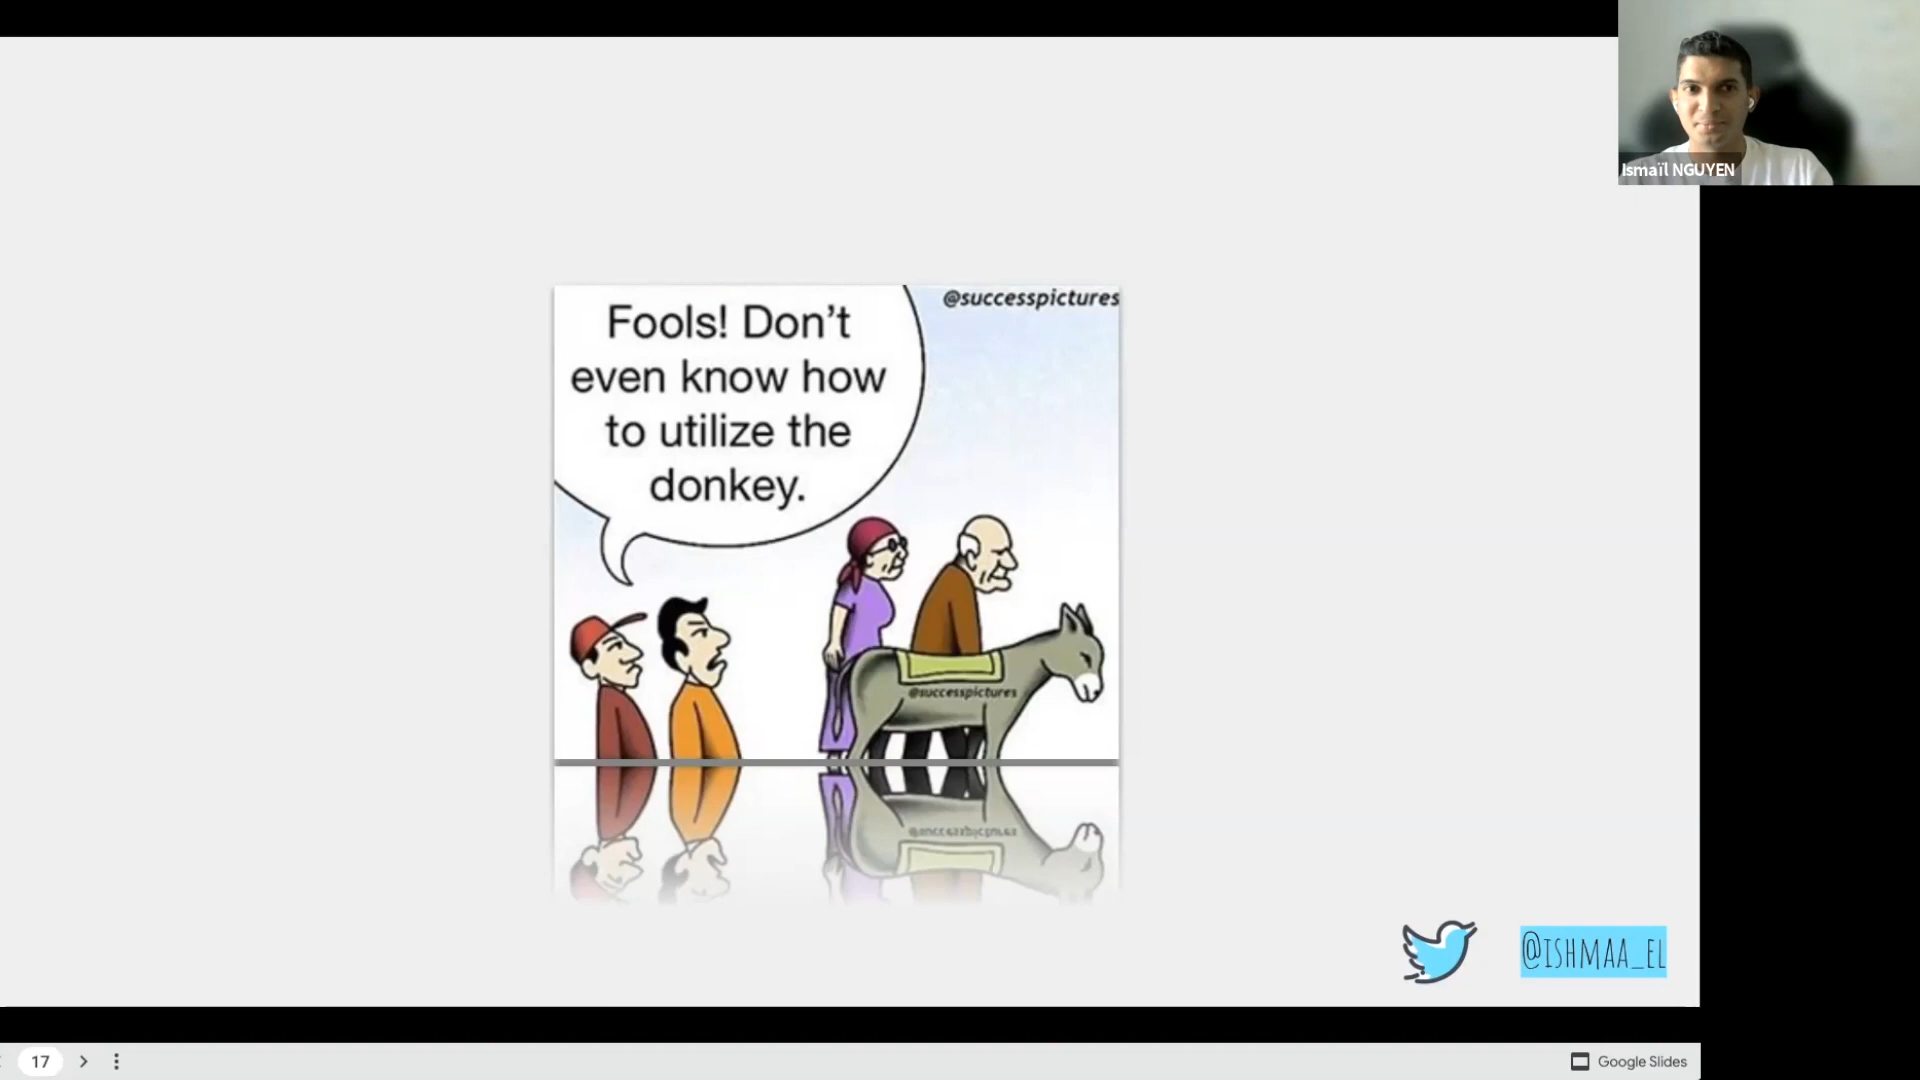 Ismaïl NGUYEN
@successpictures
Fools! Don't
even know how
to utilize the
donkey.
@successpictures
@ISHMAA_EL
17
Google Slides